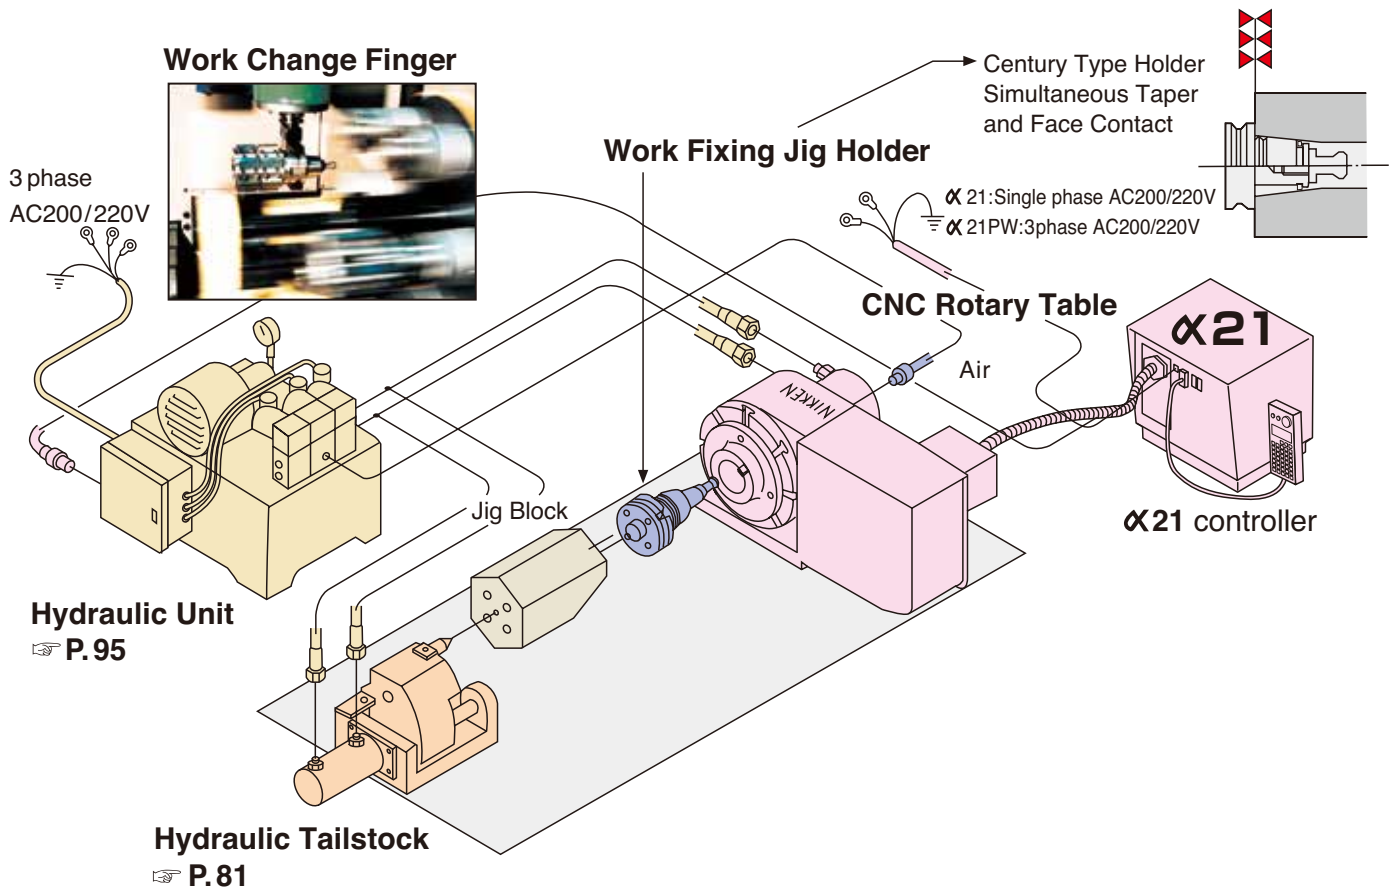 Work Change Finger
Century Type Holder
Simultaneous Taper
and Face Contact
Work Fixing Jig Holder
3 phase
AC200/220V
α 21:Single phase AC200/220V
α 21PW:3phase AC200/220V
CNC Rotary Table
α21
Air
NIKKEN
Jig Block
α21 controller
Hydraulic Unit
☞ P.95
Hydraulic Tailstock
☞ P.81